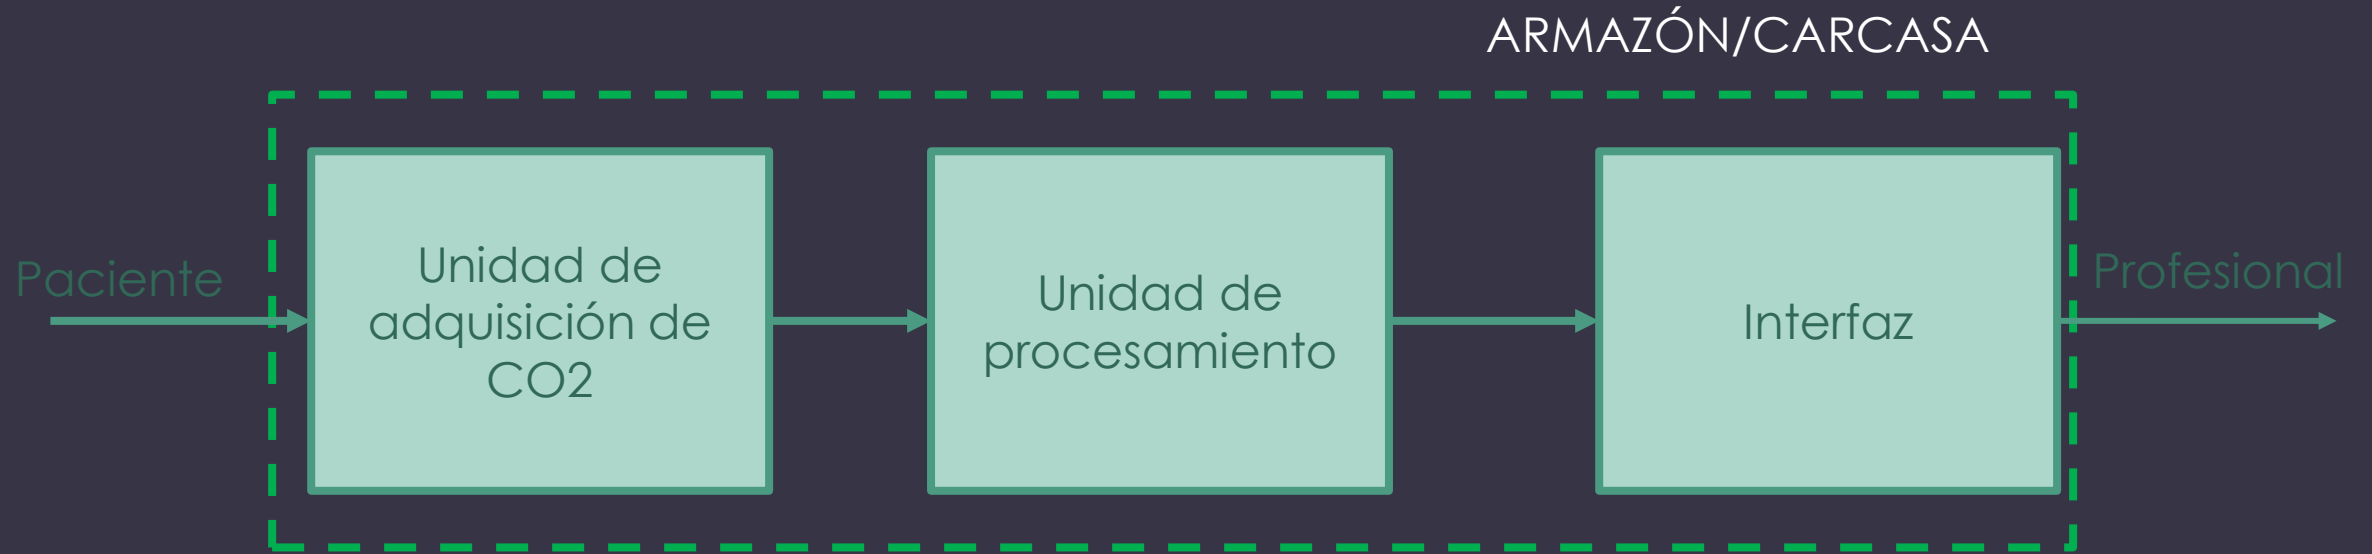 ARMAZÓN/CARCASA
Paciente
Unidad de
adquisición de
CO2
Unidad de
procesamiento
Interfaz
Profesional